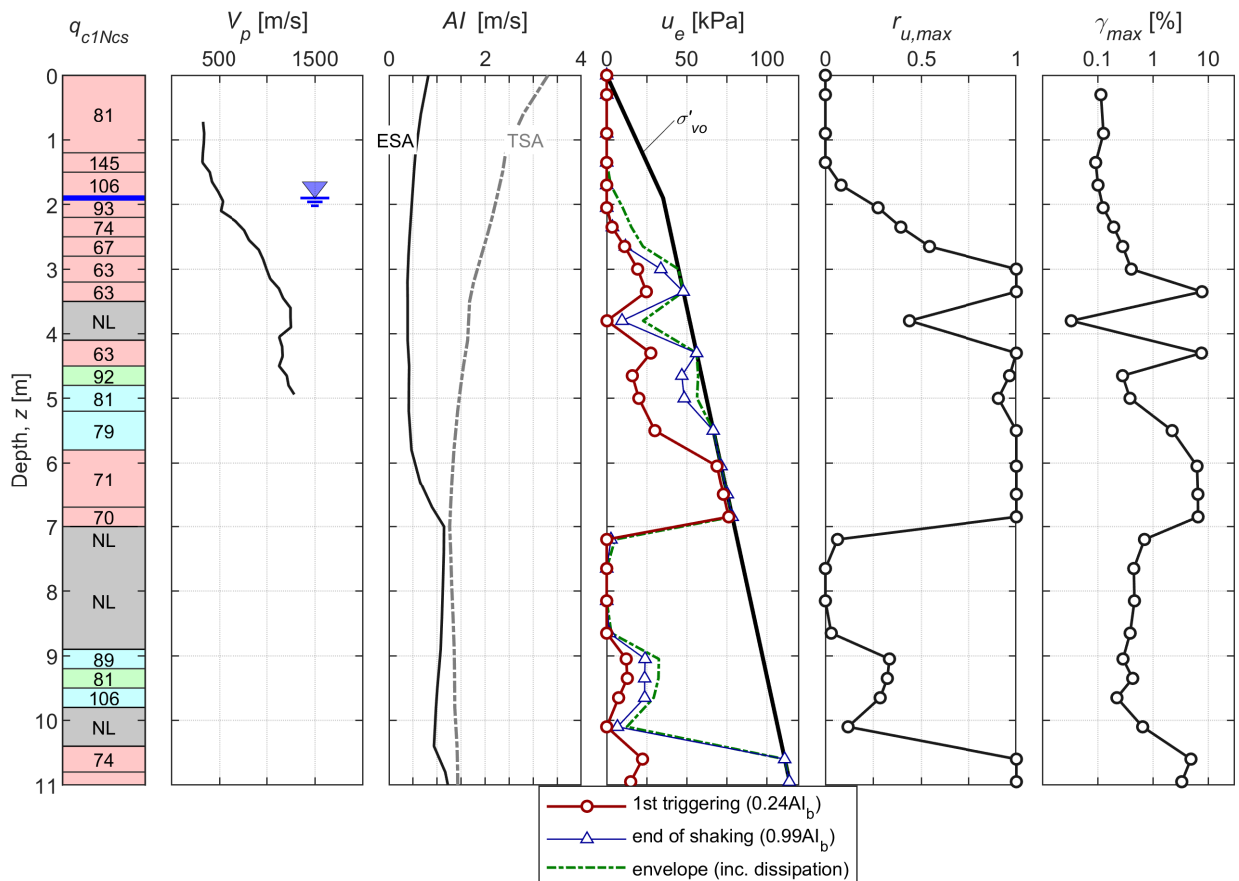 q_c1Ncs
V_p [m/s]
AI [m/s]
u_e [kPa]
r_u,max
γ_max [%]
500 1500
0 2 4
0 50 100
0 0.5 1
0.1 1 10
Depth, z [m]
0
1
2
3
4
5
6
7
8
9
10
11
81
145
106
93
74
67
63
63
NL
63
92
81
79
71
70
NL
NL
89
81
106
NL
74
ESA
TSA
σ'_vo
1st triggering (0.24AI_b)
end of shaking (0.99AI_b)
envelope (inc. dissipation)